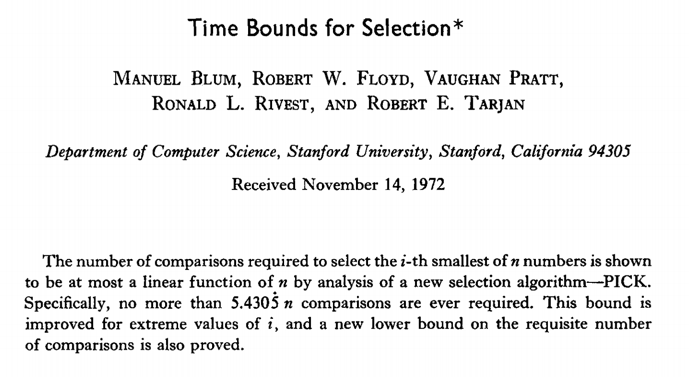 Time Bounds for Selection*
MANUEL BLUM, ROBERT W. FLOYD, VAUGHAN PRATT,
RONALD L. RIVEST, AND ROBERT E. TARJAN
Department of Computer Science, Stanford University, Stanford, California 94305
Received November 14, 1972
The number of comparisons required to select the i-th smallest of n numbers is shown
to be at most a linear function of n by analysis of a new selection algorithm—PICK.
Specifically, no more than 5.4305 n comparisons are ever required. This bound is
improved for extreme values of i, and a new lower bound on the requisite number
of comparisons is also proved.